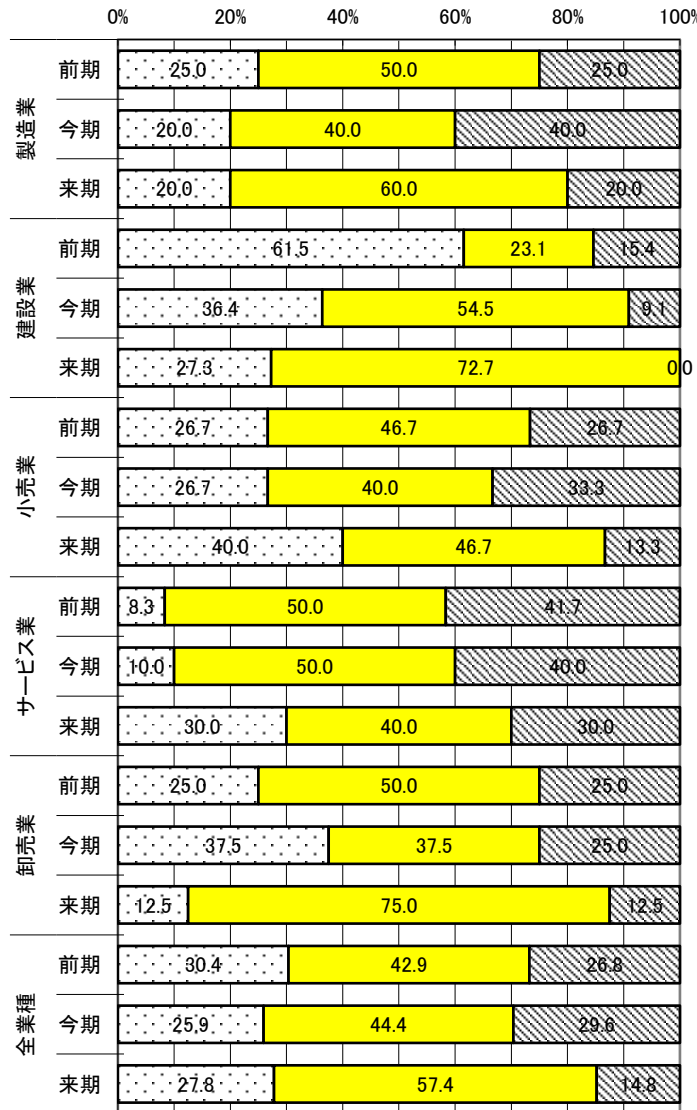 0% 20% 40% 60% 80% 100%
製造業
前期 25.0 50.0 25.0
今期 20.0 40.0 40.0
来期 20.0 60.0 20.0
建設業
前期 61.5 23.1 15.4
今期 36.4 54.5 9.1
来期 27.3 72.7 0.0
小売業
前期 26.7 46.7 26.7
今期 26.7 40.0 33.3
来期 40.0 46.7 13.3
サービス業
前期 8.3 50.0 41.7
今期 10.0 50.0 40.0
来期 30.0 40.0 30.0
卸売業
前期 25.0 50.0 25.0
今期 37.5 37.5 25.0
来期 12.5 75.0 12.5
全業種
前期 30.4 42.9 26.8
今期 25.9 44.4 29.6
来期 27.8 57.4 14.8